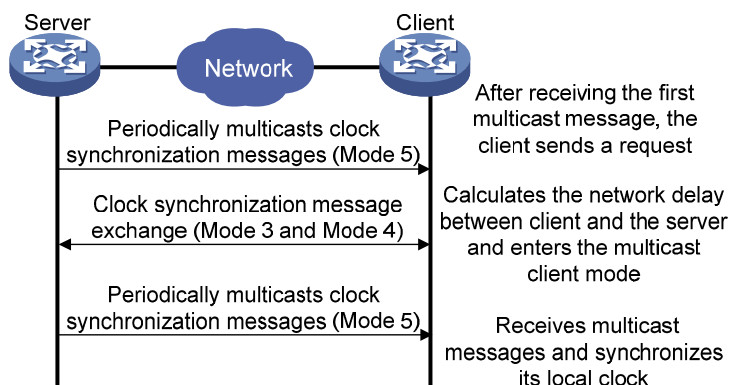 Server
Client
Network
After receiving the first
multicast message, the
client sends a request
Periodically multicasts clock
synchronization messages (Mode 5)
Calculates the network delay
between client and the server
and enters the multicast
client mode
Clock synchronization message
exchange (Mode 3 and Mode 4)
Periodically multicasts clock
synchronization messages (Mode 5)
Receives multicast
messages and synchronizes
its local clock